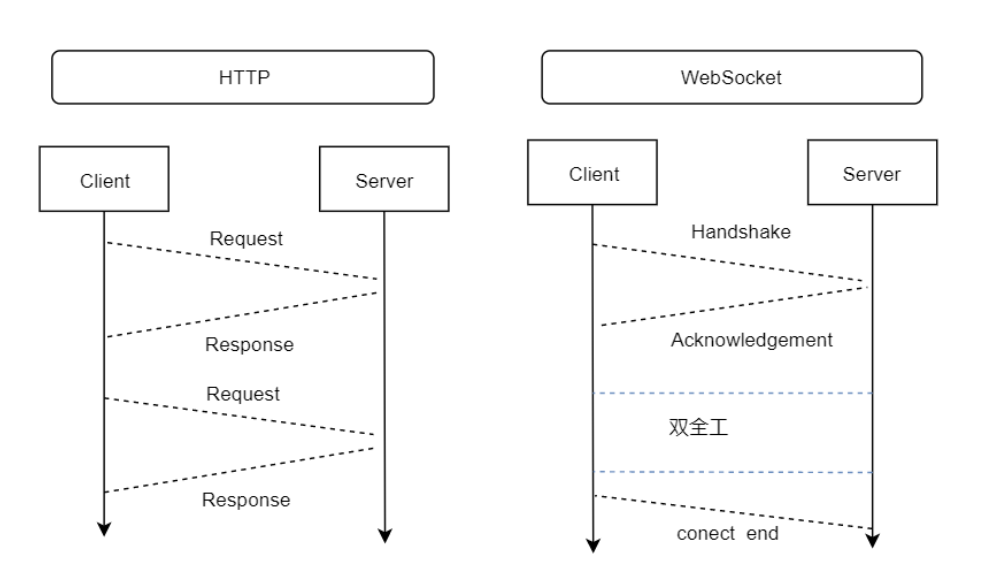 HTTP
Client
Server
Request
Response
Request
Response
WebSocket
Client
Server
Handshake
Acknowledgement
双全工
conect end